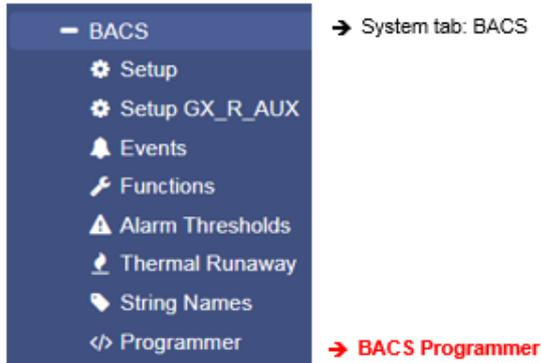 BACS → System tab: BACS
Setup
Setup GX_R_AUX
Events
Functions
Alarm Thresholds
Thermal Runaway
String Names
Programmer → BACS Programmer